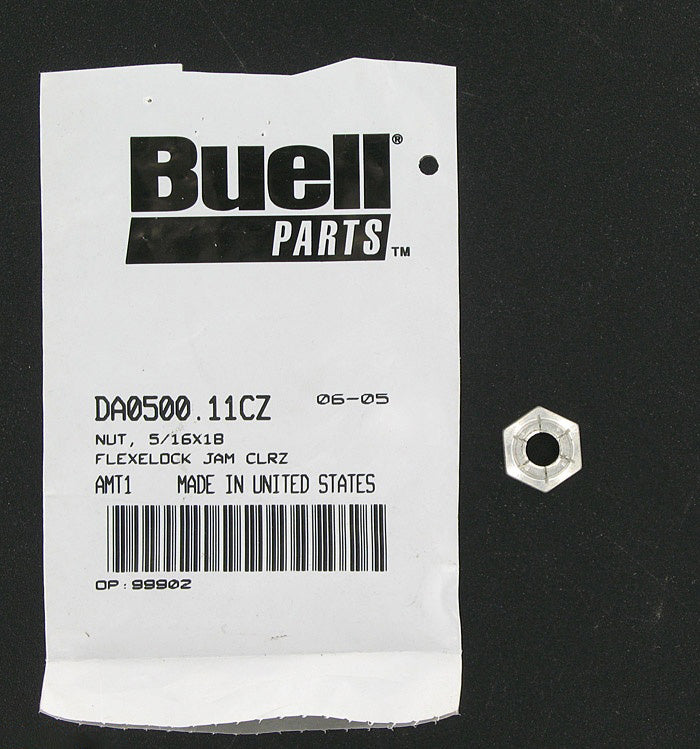 Buell®
PARTS™
DA0500.11CZ 06-05
NUT, 5/16X18
FLEXELOCK JAM CLRZ
AMT1 MADE IN UNITED STATES
OP:99902